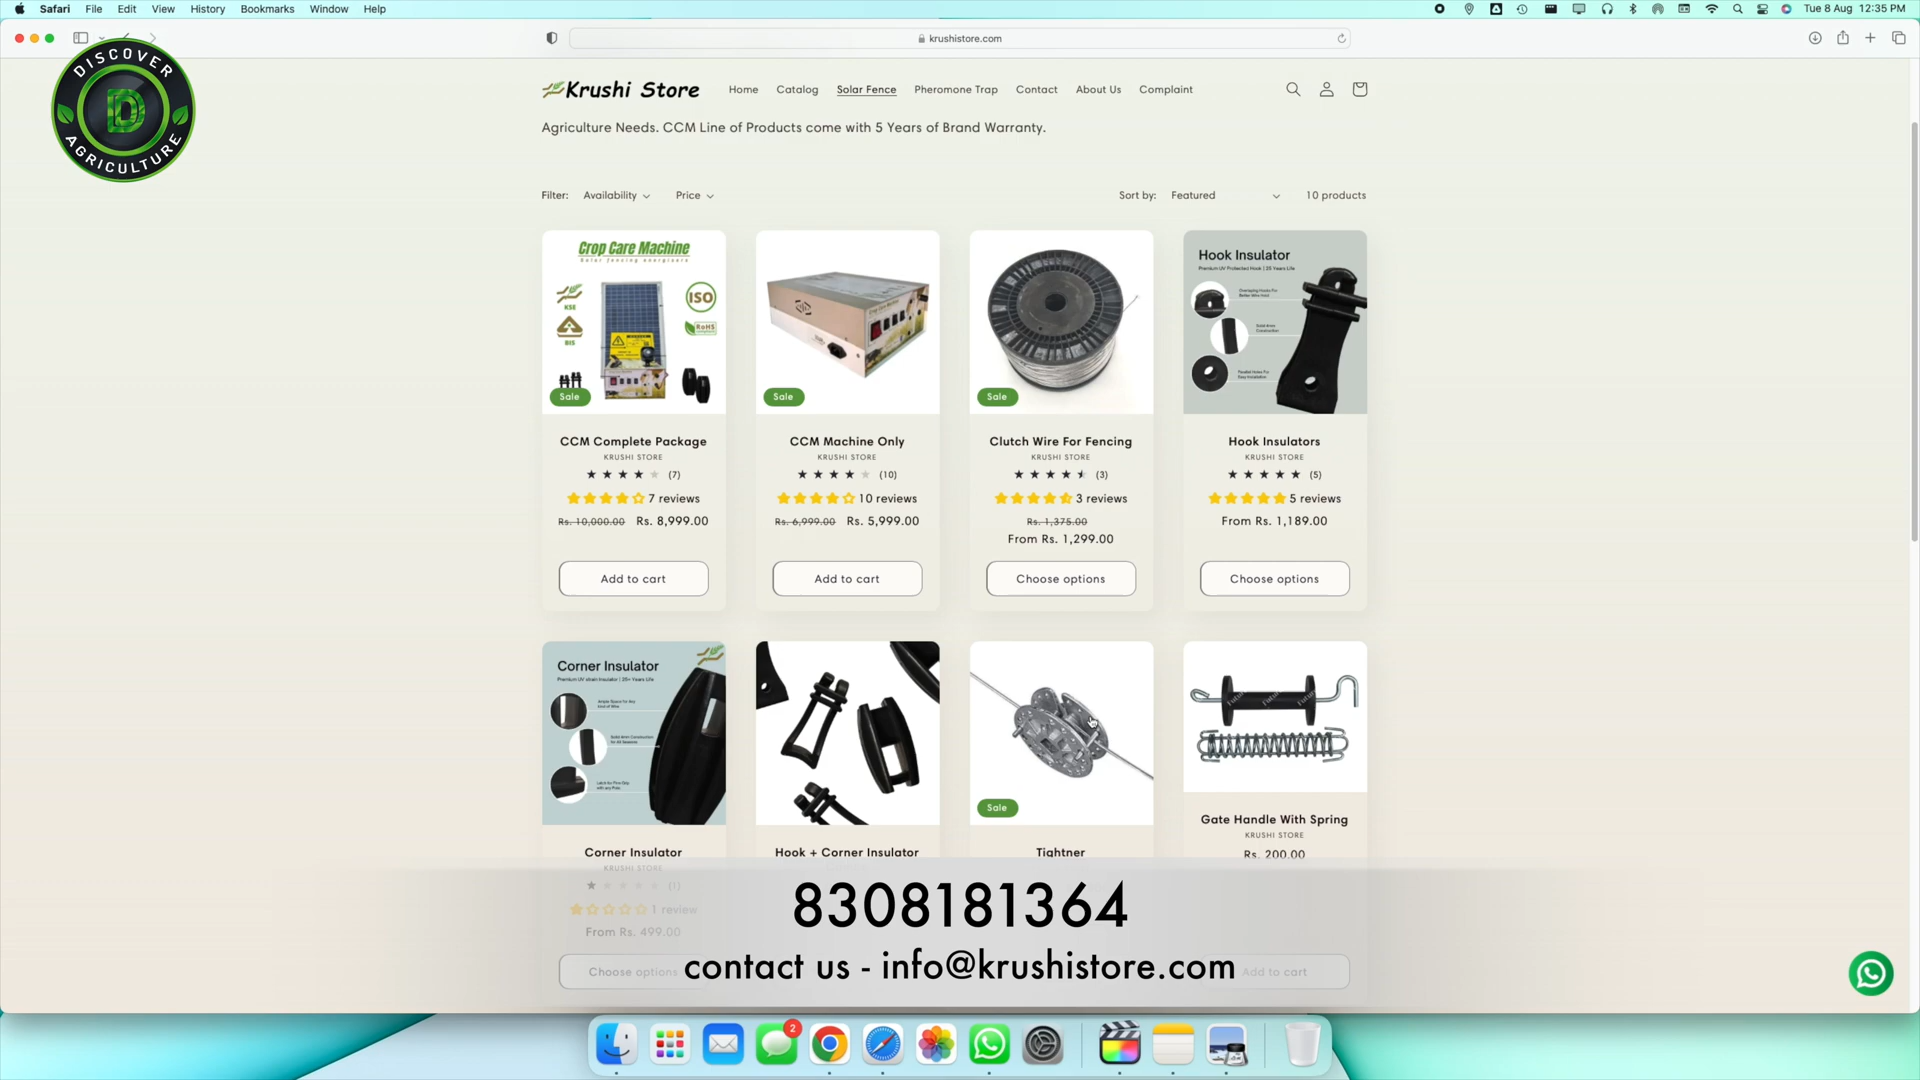 Safari File Edit View History Bookmarks Window Help
Tue 8 Aug 12:35 PM
krushistore.com
DISCOVER
D
AGRICULTURE
Krushi Store
Home Catalog Solar Fence Pheromone Trap Contact About Us Complaint
Agriculture Needs. CCM Line of Products come with 5 Years of Brand Warranty.
Filter: Availability Price
Sort by: Featured 10 products
Crop Care Machine
Solar fencing energisers
KSE
BIS
ISO
RoHS
Sale
CCM Complete Package
KRUSHI STORE
(7)
7 reviews
Rs. 10,000.00 Rs. 8,999.00
Add to cart
Sale
CCM Machine Only
KRUSHI STORE
(10)
10 reviews
Rs. 6,999.00 Rs. 5,999.00
Add to cart
Sale
Clutch Wire For Fencing
KRUSHI STORE
(3)
3 reviews
Rs. 1,375.00
From Rs. 1,299.00
Choose options
Hook Insulator
Premium UV Protected Hook | 25 Years Life
Hook Insulators
KRUSHI STORE
(5)
5 reviews
From Rs. 1,189.00
Choose options
Corner Insulator
Premium UV strain Insulator | 20+ Years Life
Corner Insulator
KRUSHI STORE
(1)
1 review
From Rs. 499.00
Choose options
Hook + Corner Insulator
Sale
Tightner
Gate Handle With Spring
KRUSHI STORE
Rs. 200.00
Add to cart
8308181364
contact us - info@krushistore.com
2